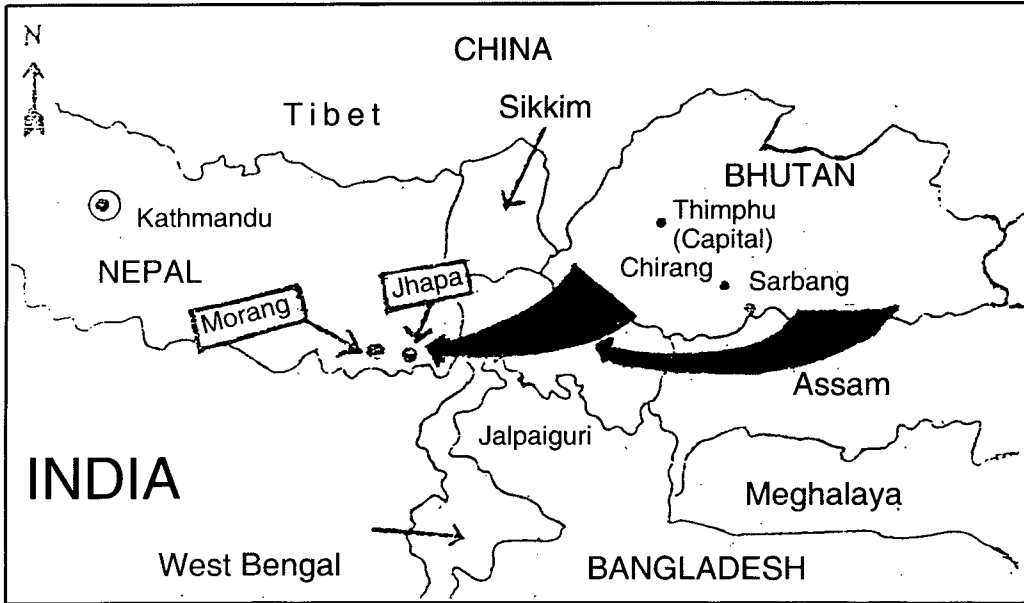 N
CHINA
Tibet
Sikkim
BHUTAN
Kathmandu
Thimphu
(Capital)
NEPAL
Chirang
Sarbang
Jhapa
Morang
Assam
Jalpaiguri
INDIA
Meghalaya
West Bengal
BANGLADESH